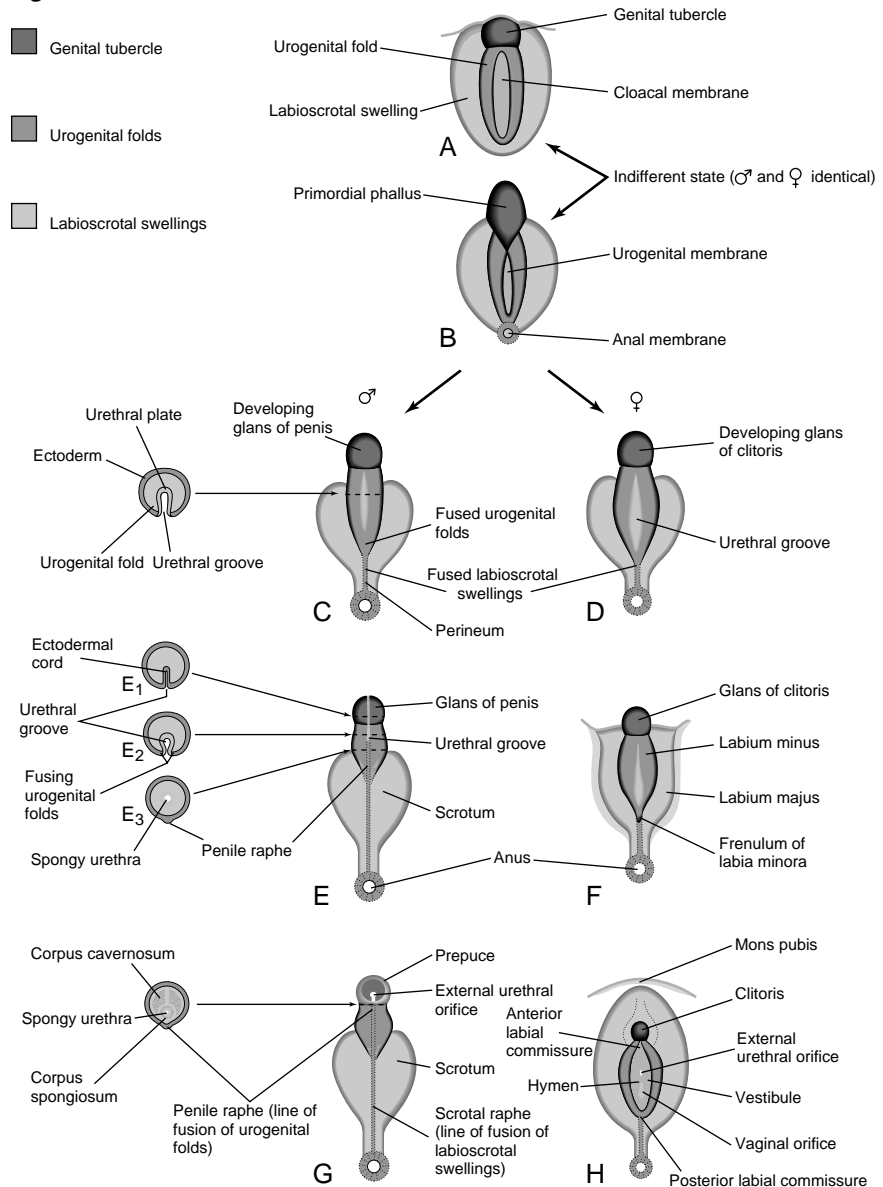 Genital tubercle
Urogenital folds
Labioscrotal swellings
Genital tubercle
Urogenital fold
Cloacal membrane
Labioscrotal swelling
A
Indifferent state (♂ and ♀ identical)
Primordial phallus
Urogenital membrane
B
Anal membrane
♂
♀
Urethral plate
Ectoderm
Urogenital fold
Urethral groove
Developing
glans of penis
Fused urogenital
folds
Fused labioscrotal
swellings
C
Perineum
Developing glans
of clitoris
Urethral groove
D
Ectodermal
cord
E1
Urethral
groove
E2
Fusing
urogenital
folds
E3
Spongy urethra
Penile raphe
Glans of penis
Urethral groove
Scrotum
Anus
E
Glans of clitoris
Labium minus
Labium majus
Frenulum of
labia minora
F
Corpus cavernosum
Spongy urethra
Corpus
spongiosum
Penile raphe (line of
fusion of urogenital
folds)
Prepuce
External urethral
orifice
Scrotum
Scrotal raphe
(line of fusion of
labioscrotal
swellings)
G
Mons pubis
Clitoris
Anterior
labial
commissure
External
urethral orifice
Hymen
Vestibule
Vaginal orifice
H
Posterior labial commissure